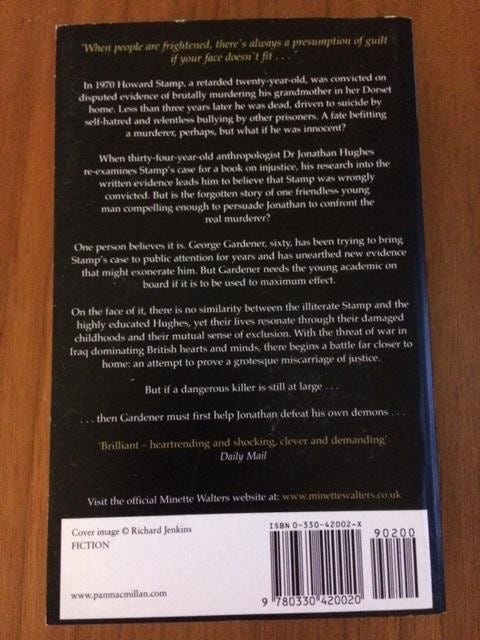 'When people are frightened, there's always a presumption of guilt
if your face doesn't fit . . .'
In 1970 Howard Stamp, a retarded twenty-year-old, was convicted on
disputed evidence of brutally murdering his grandmother in her Dorset
home. Less than three years later he was dead, driven to suicide by
self-hatred and relentless bullying by other prisoners. A fate befitting
a murderer, perhaps, but what if he was innocent?
When thirty-four-year-old anthropologist Dr Jonathan Hughes
re-examines Stamp's case for a book on injustice, his research into the
written evidence leads him to believe that Stamp was wrongly
convicted. But is the forgotten story of one friendless young
man compelling enough to persuade Jonathan to confront the
real murderer?
One person believes it is. George Gardener, sixty, has been trying to bring
Stamp's case to public attention for years and has unearthed new evidence
that might exonerate him. But Gardener needs the young academic on
board if it is to be used to maximum effect.
On the face of it, there is no similarity between the illiterate Stamp and the
highly educated Hughes, yet their lives resonate through their damaged
childhoods and their mutual sense of exclusion. With the threat of war in
Iraq dominating British hearts and minds, there begins a battle far closer to
home: an attempt to prove a grotesque miscarriage of justice.
But if a dangerous killer is still at large . . .
. . . then Gardener must first help Jonathan defeat his own demons . . .
'Brilliant – heartrending and shocking, clever and demanding'
Daily Mail
Visit the official Minette Walters website at: www.minettewalters.co.uk
Cover image © Richard Jenkins
FICTION
www.panmacmillan.com
ISBN 0-330-42002-X
90200
9 780330 420020